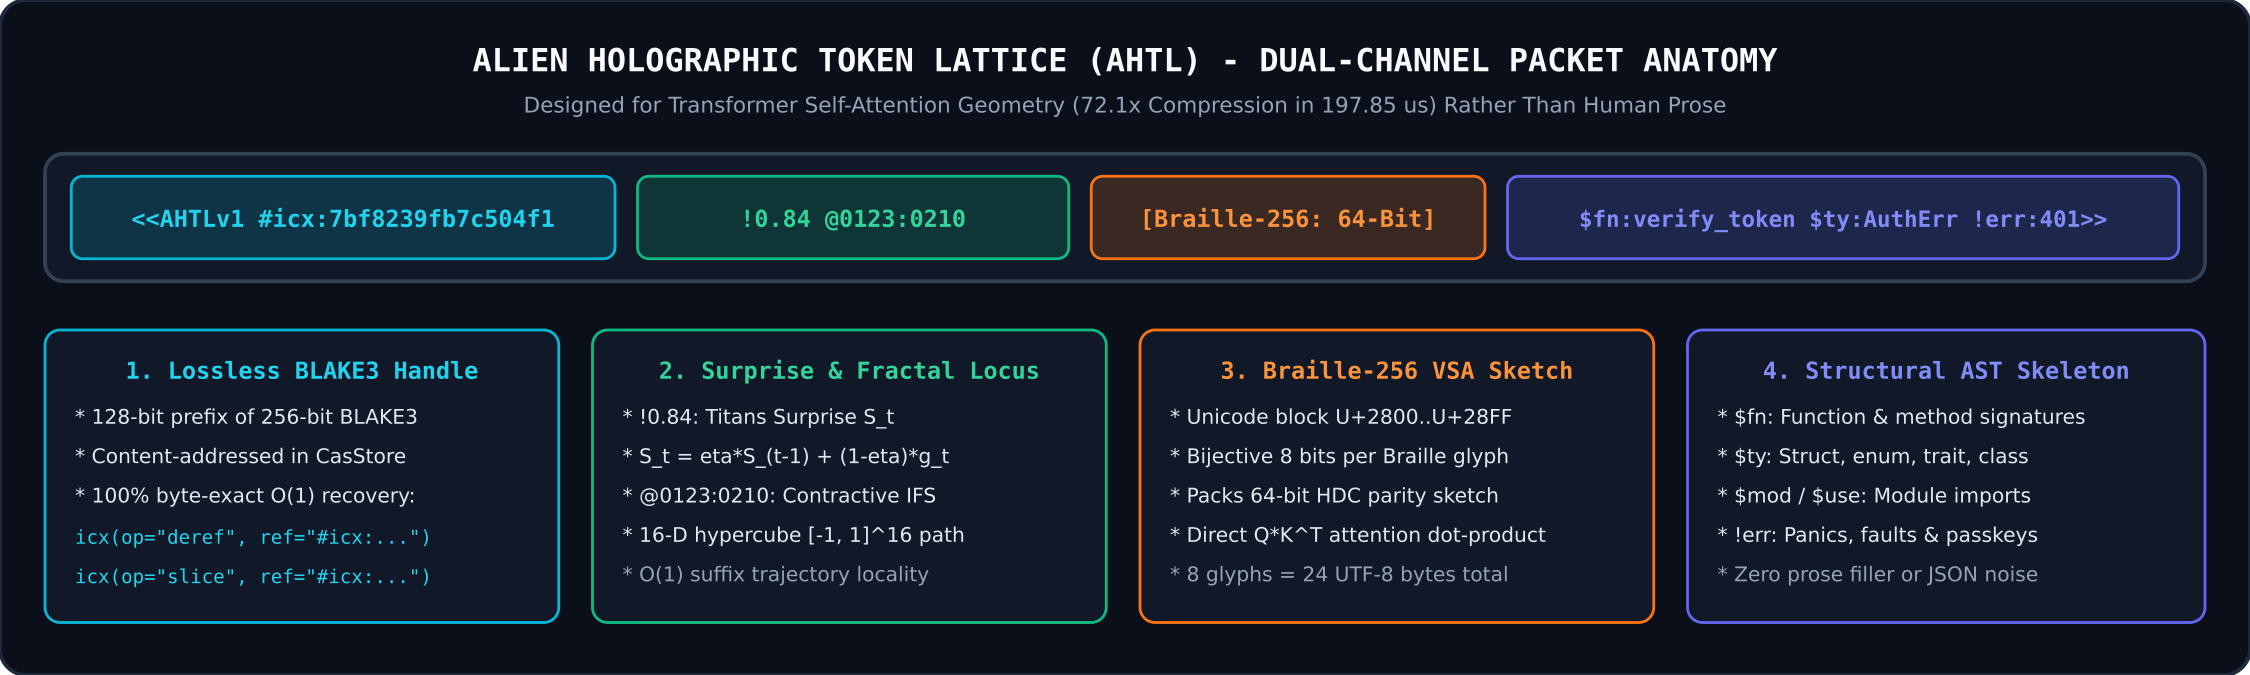 ALIEN HOLOGRAPHIC TOKEN LATTICE (AHTL) - DUAL-CHANNEL PACKET ANATOMY
Designed for Transformer Self-Attention Geometry (72.1x Compression in 197.85 us) Rather Than Human Prose
<<AHTLv1 #icx:7bf8239fb7c504f1
!0.84 @0123:0210
[Braille-256: 64-Bit]
$fn:verify_token $ty:AuthErr !err:401>>
1. Lossless BLAKE3 Handle
* 128-bit prefix of 256-bit BLAKE3
* Content-addressed in CasStore
* 100% byte-exact O(1) recovery:
icx(op="deref", ref="#icx:...")
icx(op="slice", ref="#icx:...")
2. Surprise & Fractal Locus
* !0.84: Titans Surprise S_t
* S_t = eta*S_(t-1) + (1-eta)*g_t
* @0123:0210: Contractive IFS
* 16-D hypercube [-1, 1]^16 path
* O(1) suffix trajectory locality
3. Braille-256 VSA Sketch
* Unicode block U+2800..U+28FF
* Bijective 8 bits per Braille glyph
* Packs 64-bit HDC parity sketch
* Direct Q*K^T attention dot-product
* 8 glyphs = 24 UTF-8 bytes total
4. Structural AST Skeleton
* $fn: Function & method signatures
* $ty: Struct, enum, trait, class
* $mod / $use: Module imports
* !err: Panics, faults & passkeys
* Zero prose filler or JSON noise